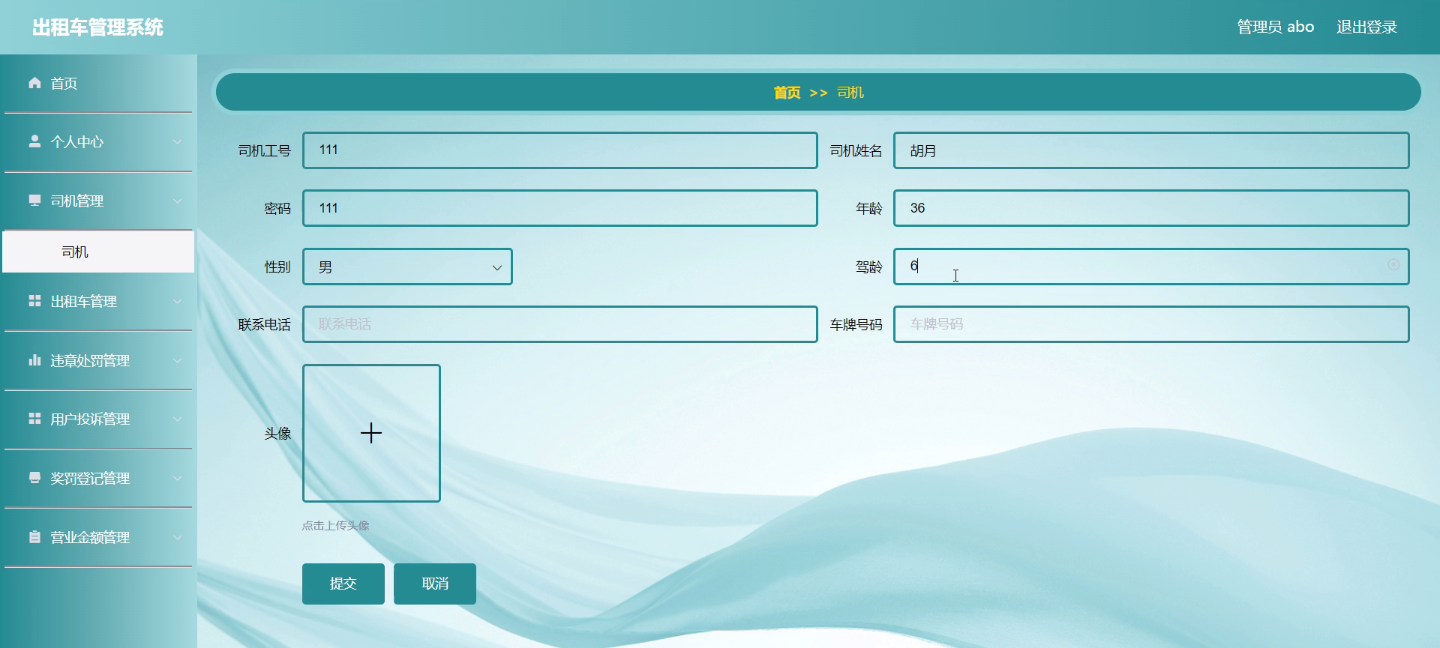 出租车管理系统
管理员 abo 退出登录
首页
个人中心
司机管理
司机
出租车管理
违章处罚管理
用户投诉管理
奖罚登记管理
营业金额管理
首页 >> 司机
司机工号 111 司机姓名 胡月
密码 111 年龄 36
性别 男 驾龄 6
联系电话 联系电话 车牌号码 车牌号码
头像
点击上传头像
提交 取消